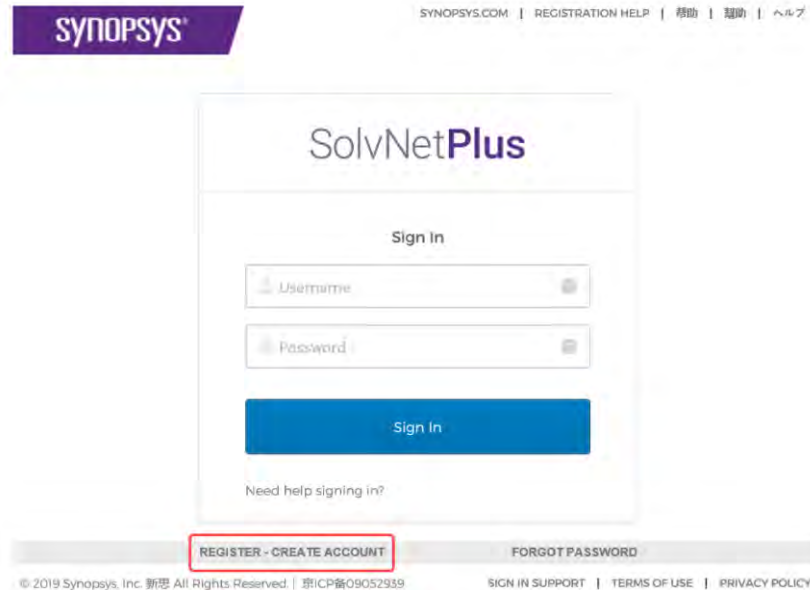 SYNOPSYS®
SYNOPSYS.COM | REGISTRATION HELP | 帮助 | 幫助 | ヘルプ
SolvNetPlus
Sign In
Username
Password
Sign In
Need help signing in?
REGISTER - CREATE ACCOUNT FORGOT PASSWORD
© 2019 Synopsys, Inc. 新思 All Rights Reserved. | 京ICP备09052939 SIGN IN SUPPORT | TERMS OF USE | PRIVACY POLICY